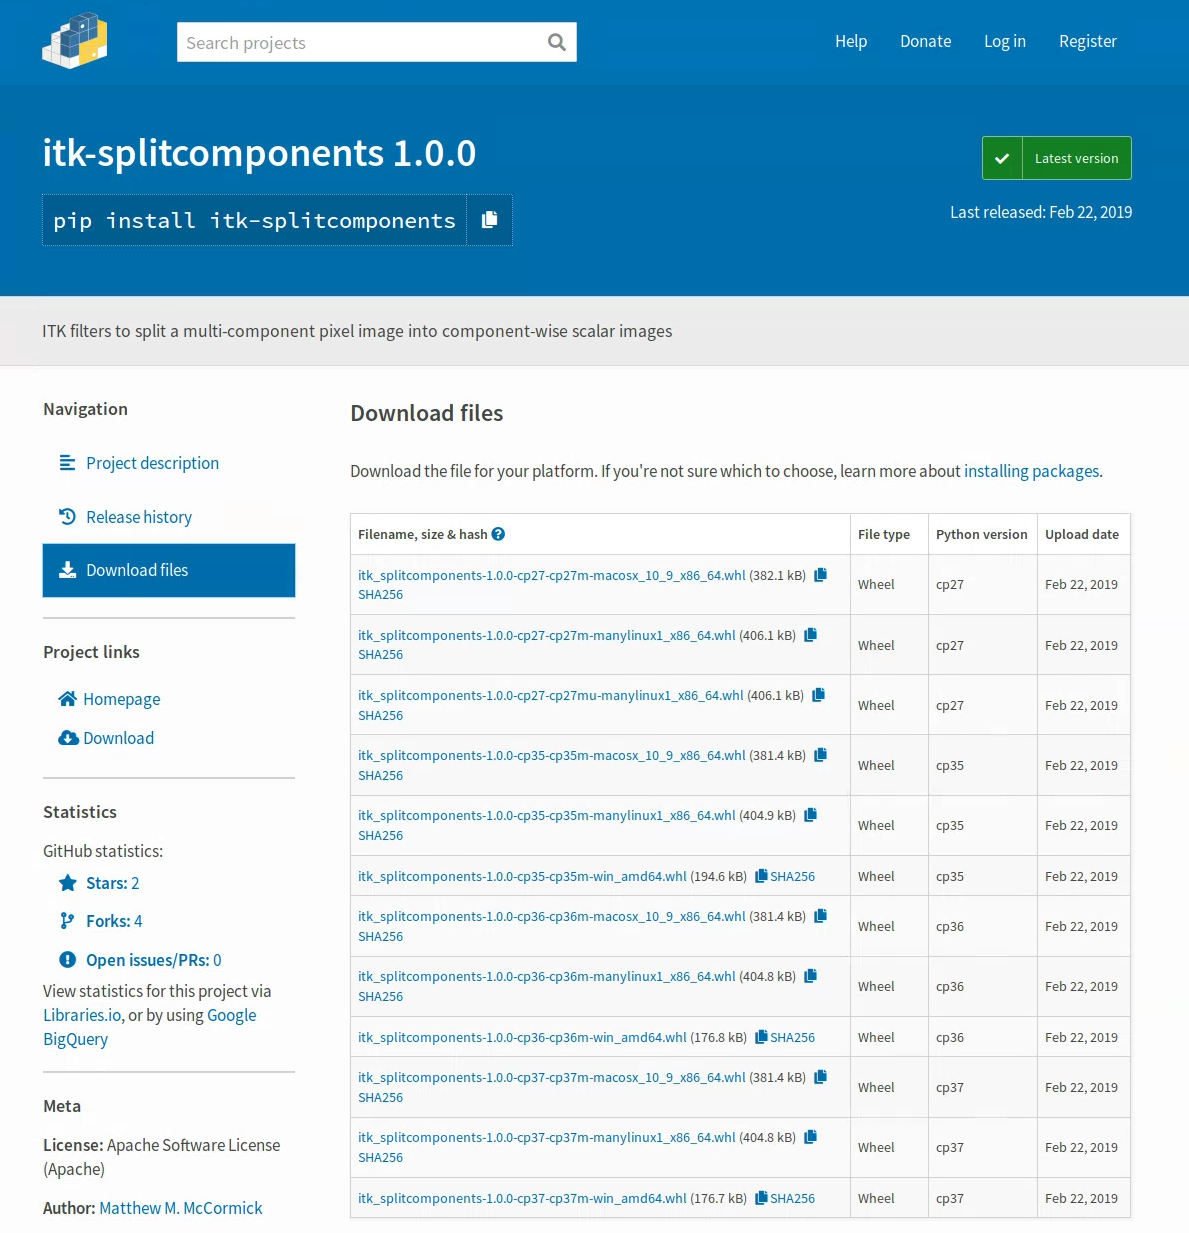 Search projects
Help
Donate
Log in
Register
itk-splitcomponents 1.0.0
Latest version
pip install itk-splitcomponents
Last released: Feb 22, 2019
ITK filters to split a multi-component pixel image into component-wise scalar images
Navigation
Project description
Release history
Download files
Project links
Homepage
Download
Statistics
GitHub statistics:
Stars: 2
Forks: 4
Open issues/PRs: 0
View statistics for this project via
Libraries.io, or by using Google
BigQuery
Meta
License: Apache Software License
(Apache)
Author: Matthew M. McCormick
Download files
Download the file for your platform. If you're not sure which to choose, learn more about installing packages.
Filename, size & hash File type Python version Upload date
itk_splitcomponents-1.0.0-cp27-cp27m-macosx_10_9_x86_64.whl (382.1 kB)
SHA256
Wheel cp27 Feb 22, 2019
itk_splitcomponents-1.0.0-cp27-cp27m-manylinux1_x86_64.whl (406.1 kB)
SHA256
Wheel cp27 Feb 22, 2019
itk_splitcomponents-1.0.0-cp27-cp27mu-manylinux1_x86_64.whl (406.1 kB)
SHA256
Wheel cp27 Feb 22, 2019
itk_splitcomponents-1.0.0-cp35-cp35m-macosx_10_9_x86_64.whl (381.4 kB)
SHA256
Wheel cp35 Feb 22, 2019
itk_splitcomponents-1.0.0-cp35-cp35m-manylinux1_x86_64.whl (404.9 kB)
SHA256
Wheel cp35 Feb 22, 2019
itk_splitcomponents-1.0.0-cp35-cp35m-win_amd64.whl (194.6 kB) SHA256 Wheel cp35 Feb 22, 2019
itk_splitcomponents-1.0.0-cp36-cp36m-macosx_10_9_x86_64.whl (381.4 kB)
SHA256
Wheel cp36 Feb 22, 2019
itk_splitcomponents-1.0.0-cp36-cp36m-manylinux1_x86_64.whl (404.8 kB)
SHA256
Wheel cp36 Feb 22, 2019
itk_splitcomponents-1.0.0-cp36-cp36m-win_amd64.whl (176.8 kB) SHA256 Wheel cp36 Feb 22, 2019
itk_splitcomponents-1.0.0-cp37-cp37m-macosx_10_9_x86_64.whl (381.4 kB)
SHA256
Wheel cp37 Feb 22, 2019
itk_splitcomponents-1.0.0-cp37-cp37m-manylinux1_x86_64.whl (404.8 kB)
SHA256
Wheel cp37 Feb 22, 2019
itk_splitcomponents-1.0.0-cp37-cp37m-win_amd64.whl (176.7 kB) SHA256 Wheel cp37 Feb 22, 2019